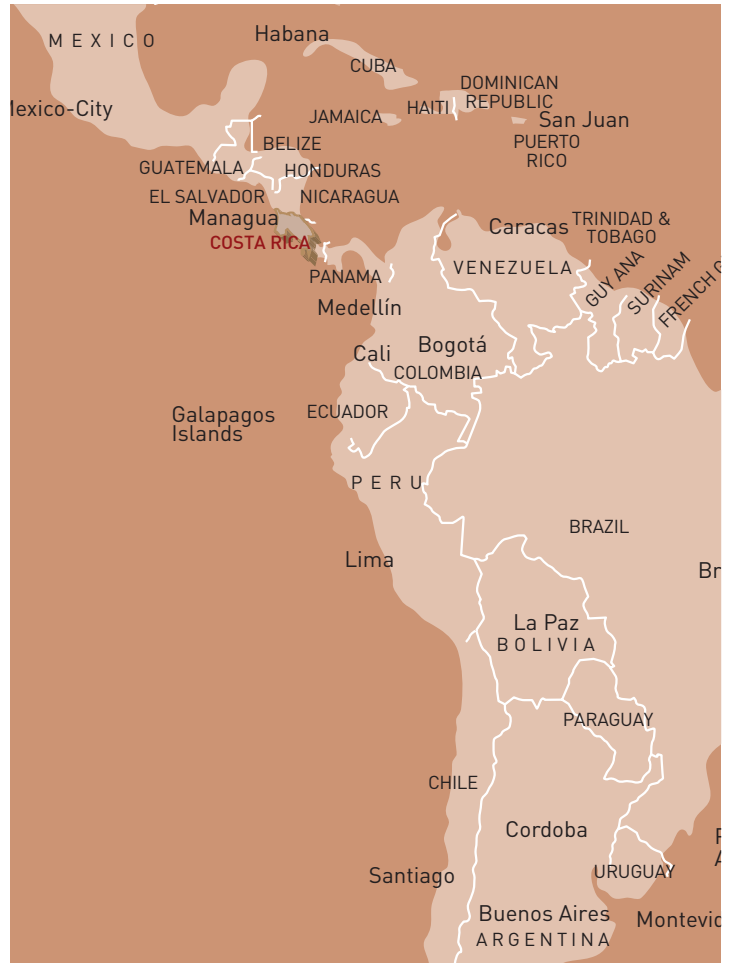 Habana
MEXICO
CUBA
DOMINICAN
REPUBLIC
HAITI
Mexico-City
JAMAICA
San Juan
PUERTO
RICO
BELIZE
GUATEMALA
HONDURAS
EL SALVADOR
NICARAGUA
Managua
COSTA RICA
Caracas
TRINIDAD &
TOBAGO
PANAMA
VENEZUELA
GUYANA
SURINAM
FRENCH G
Medellín
Bogotá
Cali
COLOMBIA
ECUADOR
Galapagos
Islands
PERU
BRAZIL
Lima
Br
La Paz
BOLIVIA
PARAGUAY
CHILE
Cordoba
Santiago
URUGUAY
Buenos Aires
Montevid
ARGENTINA